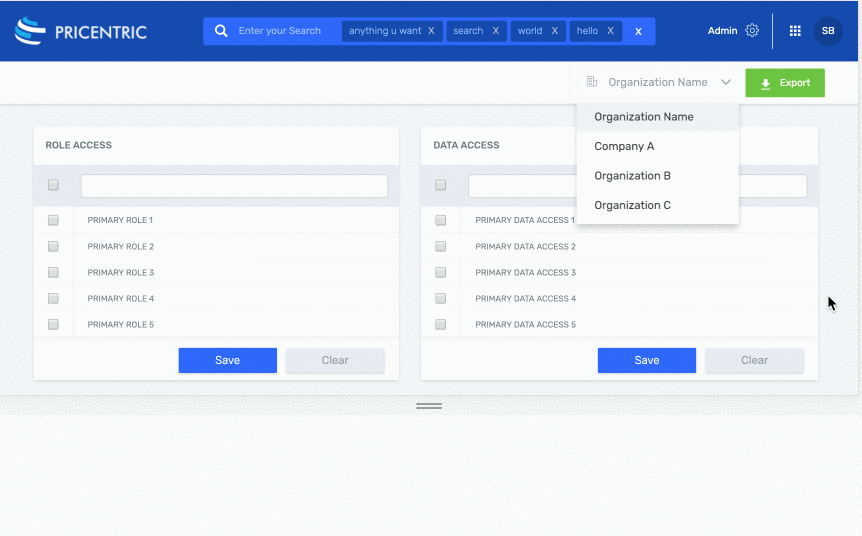 PRICENTRIC Enter your Search anything u want X search X world X hello X X Admin SB
Organization Name Export
Organization Name
Company A
Organization B
Organization C
ROLE ACCESS
PRIMARY ROLE 1
PRIMARY ROLE 2
PRIMARY ROLE 3
PRIMARY ROLE 4
PRIMARY ROLE 5
Save Clear
DATA ACCESS
PRIMARY DATA ACCESS 1
PRIMARY DATA ACCESS 2
PRIMARY DATA ACCESS 3
PRIMARY DATA ACCESS 4
PRIMARY DATA ACCESS 5
Save Clear